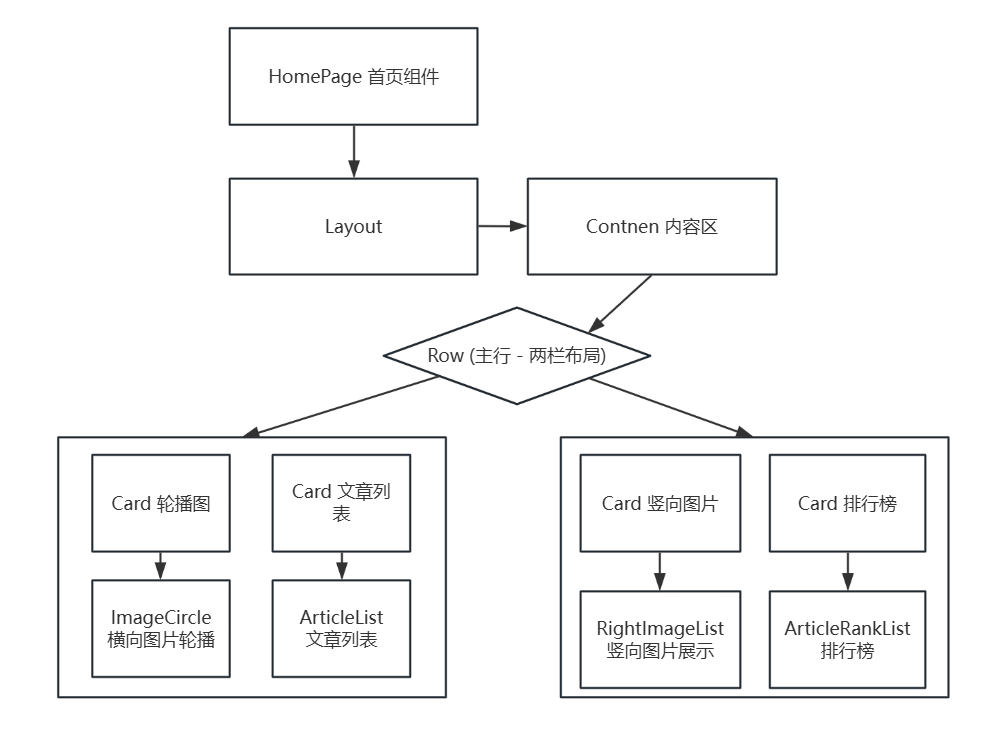 HomePage 首页组件
Layout
Contnen 内容区
Row (主行 - 两栏布局)
Card 轮播图
Card 文章列
表
Card 竖向图片
Card 排行榜
ImageCircle
横向图片轮播
ArticleList
文章列表
RightImageList
竖向图片展示
ArticleRankList
排行榜